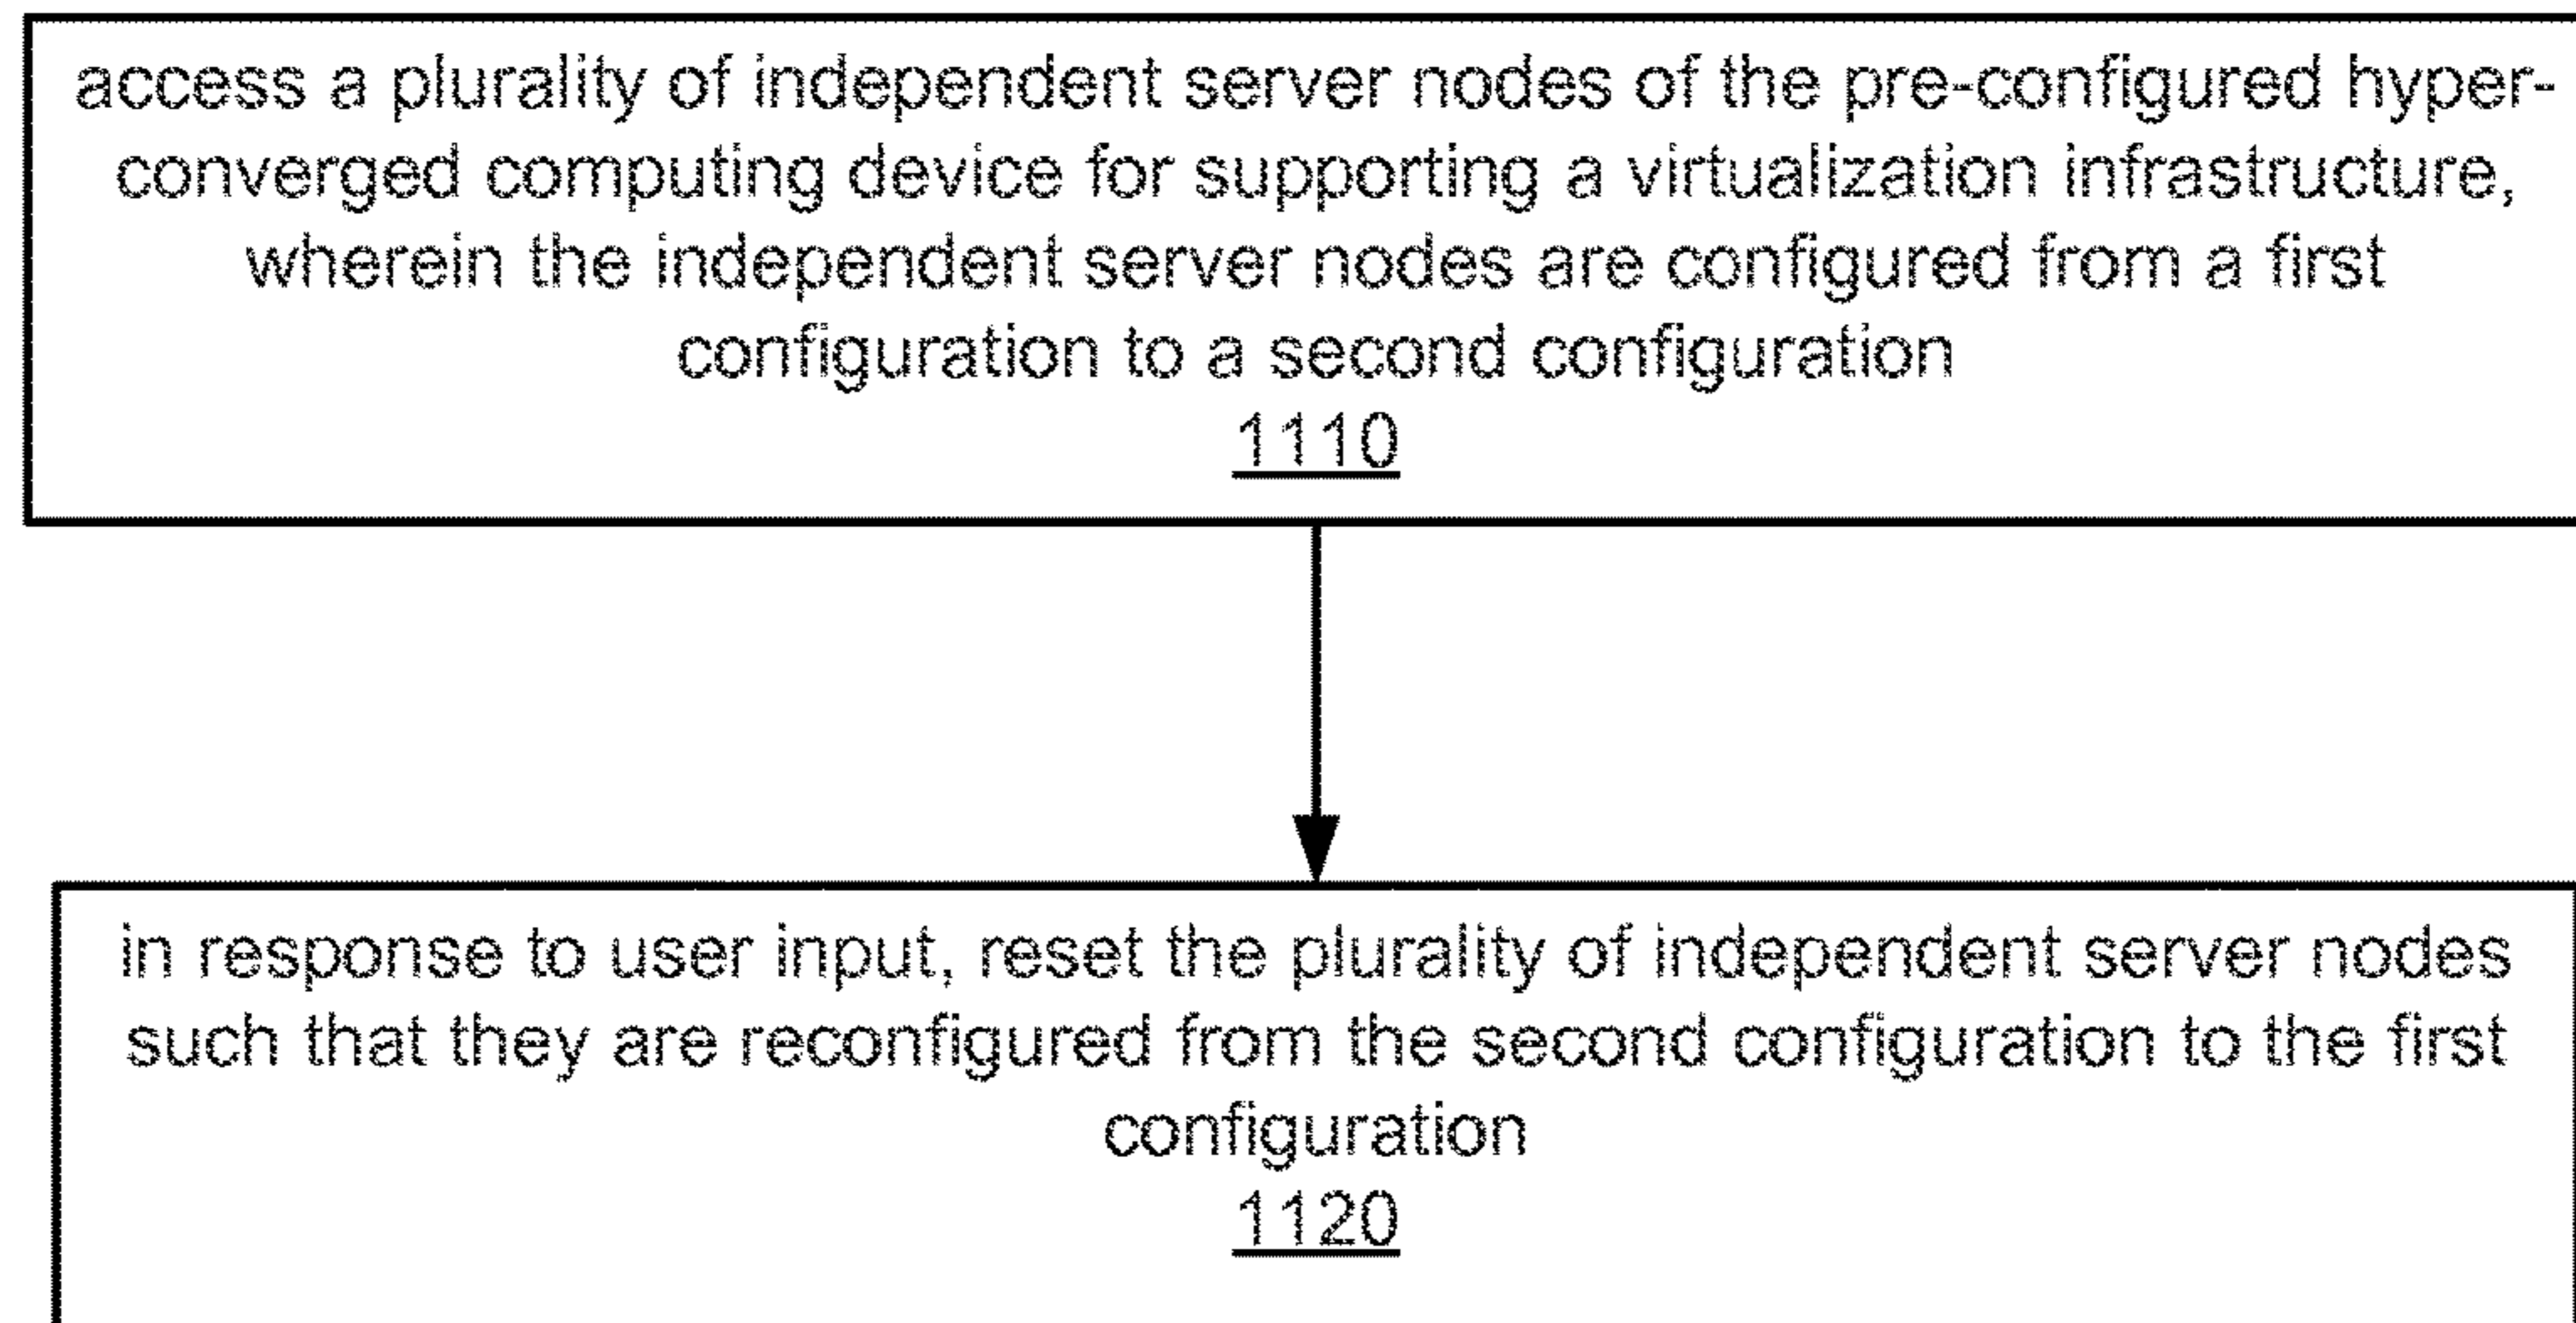 access a plurality of independent server nodes of the pre-configured hyper-
converged computing device for supporting a virtualization infrastructure,
wherein the independent server nodes are configured from a first
configuration to a second configuration
1110
in response to user input, reset the plurality of independent server nodes
such that they are reconfigured from the second configuration to the first
configuration
1120